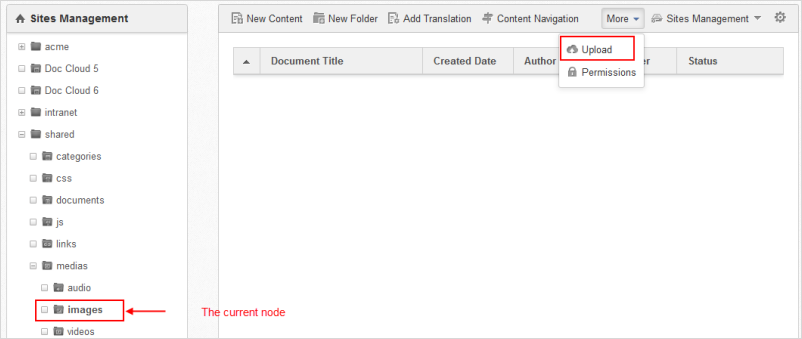 Sites Management
acme
Doc Cloud 5
Doc Cloud 6
intranet
shared
categories
css
documents
js
links
medias
audio
images
videos
New Content New Folder Add Translation Content Navigation More Sites Management
Upload
Permissions
Document Title Created Date Author er Status
The current node